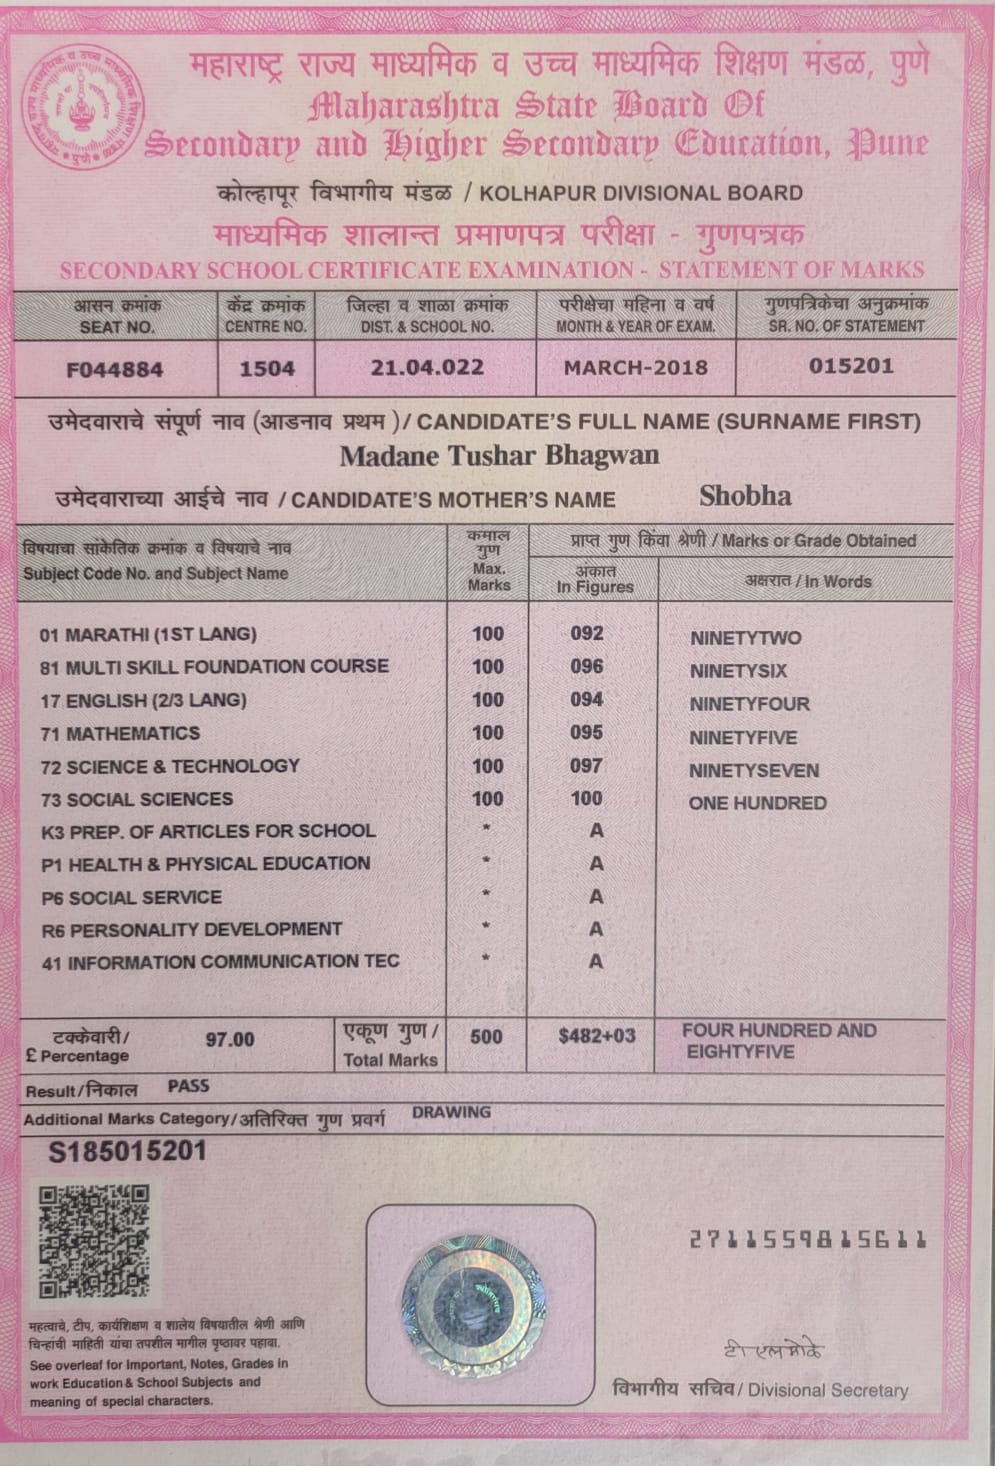 महाराष्ट्र राज्य माध्यमिक व उच्च माध्यमिक शिक्षण मंडळ, पुणे
Maharashtra State Board Of
Secondary and Higher Secondary Education, Pune
कोल्हापूर विभागीय मंडळ / KOLHAPUR DIVISIONAL BOARD
माध्यमिक शालान्त प्रमाणपत्र परीक्षा - गुणपत्रक
SECONDARY SCHOOL CERTIFICATE EXAMINATION - STATEMENT OF MARKS
आसन क्रमांक केंद्र क्रमांक जिल्हा व शाळा क्रमांक परीक्षेचा महिना व वर्ष गुणपत्रिकेचा अनुक्रमांक
SEAT NO. CENTRE NO. DIST. & SCHOOL NO. MONTH & YEAR OF EXAM. SR. NO. OF STATEMENT
F044884 1504 21.04.022 MARCH-2018 015201
उमेदवाराचे संपूर्ण नाव (आडनाव प्रथम )/ CANDIDATE'S FULL NAME (SURNAME FIRST)
Madane Tushar Bhagwan
उमेदवाराच्या आईचे नाव / CANDIDATE'S MOTHER'S NAME Shobha
विषयाचा सांकेतिक क्रमांक व विषयाचे नाव
Subject Code No. and Subject Name
कमाल
गुण
Max.
Marks
प्राप्त गुण किंवा श्रेणी / Marks or Grade Obtained
अंकात
In Figures
अक्षरात / In Words
01 MARATHI (1ST LANG) 100 092 NINETYTWO
81 MULTI SKILL FOUNDATION COURSE 100 096 NINETYSIX
17 ENGLISH (2/3 LANG) 100 094 NINETYFOUR
71 MATHEMATICS 100 095 NINETYFIVE
72 SCIENCE & TECHNOLOGY 100 097 NINETYSEVEN
73 SOCIAL SCIENCES 100 100 ONE HUNDRED
K3 PREP. OF ARTICLES FOR SCHOOL * A
P1 HEALTH & PHYSICAL EDUCATION * A
P6 SOCIAL SERVICE * A
R6 PERSONALITY DEVELOPMENT * A
41 INFORMATION COMMUNICATION TEC * A
टक्केवारी/
£ Percentage
97.00
एकूण गुण /
Total Marks
500 $482+03
FOUR HUNDRED AND
EIGHTYFIVE
Result/निकाल PASS
Additional Marks Category/अतिरिक्त गुण प्रवर्ग DRAWING
S185015201
2711559815611
महत्वाचे, टीप, कार्यशिक्षण व शालेय विषयातील श्रेणी आणि
चिन्हांची माहिती यांचा तपशील मागील पृष्ठावर पहावा.
See overleaf for Important, Notes, Grades in
work Education & School Subjects and
meaning of special characters.
विभागीय सचिव/ Divisional Secretary